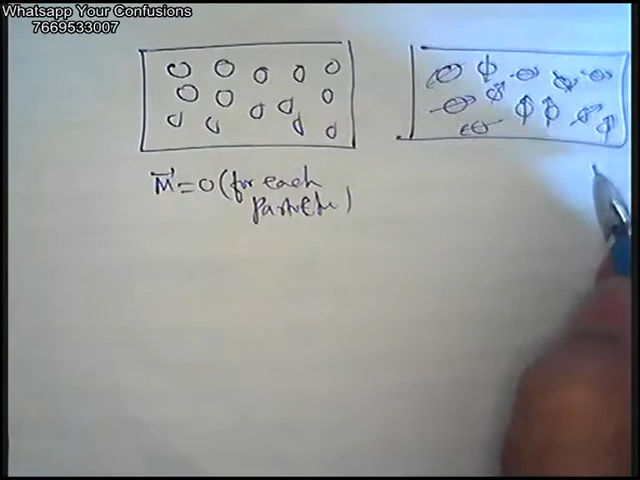 Whatsapp Your Confusions
7669533007
M⃗ = 0 (for each
particle)